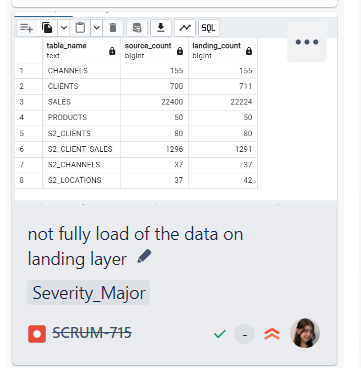 SQL
table_name source_count landing_count
text bigint bigint
1 CHANNELS 155 155
2 CLIENTS 700 711
3 SALES 22400 22224
4 PRODUCTS 50 50
5 S2_CLIENTS 80 80
6 S2_CLIENT_SALES 1296 1291
7 S2_CHANNELS 37 37
8 S2_LOCATIONS 37 42
not fully load of the data on
landing layer
Severity_Major
SCRUM-715